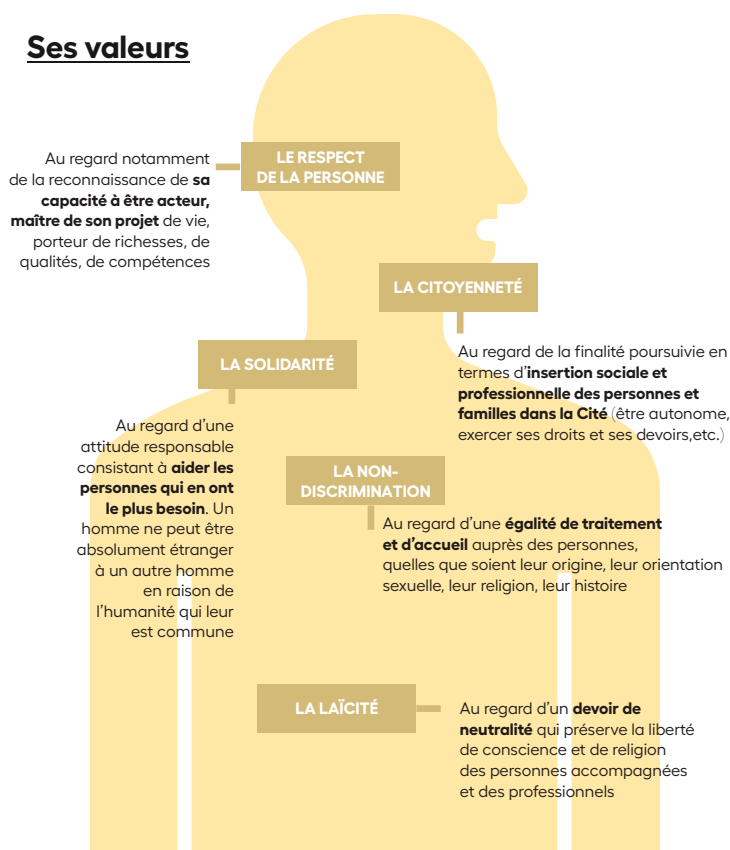 Ses valeurs
LE RESPECT
DE LA PERSONNE
Au regard notamment
de la reconnaissance de sa
capacité à être acteur,
maître de son projet de vie,
porteur de richesses, de
qualités, de compétences
LA CITOYENNETÉ
Au regard de la finalité poursuivie en
termes d'insertion sociale et
professionnelle des personnes et
familles dans la Cité (être autonome,
exercer ses droits et ses devoirs,etc.)
LA SOLIDARITÉ
Au regard d'une
attitude responsable
consistant à aider les
personnes qui en ont
le plus besoin. Un
homme ne peut être
absolument étranger
à un autre homme
en raison de
l'humanité qui leur
est commune
LA NON-
DISCRIMINATION
Au regard d'une égalité de traitement
et d'accueil auprès des personnes,
quelles que soient leur origine, leur orientation
sexuelle, leur religion, leur histoire
LA LAÏCITÉ
Au regard d'un devoir de
neutralité qui préserve la liberté
de conscience et de religion
des personnes accompagnées
et des professionnels